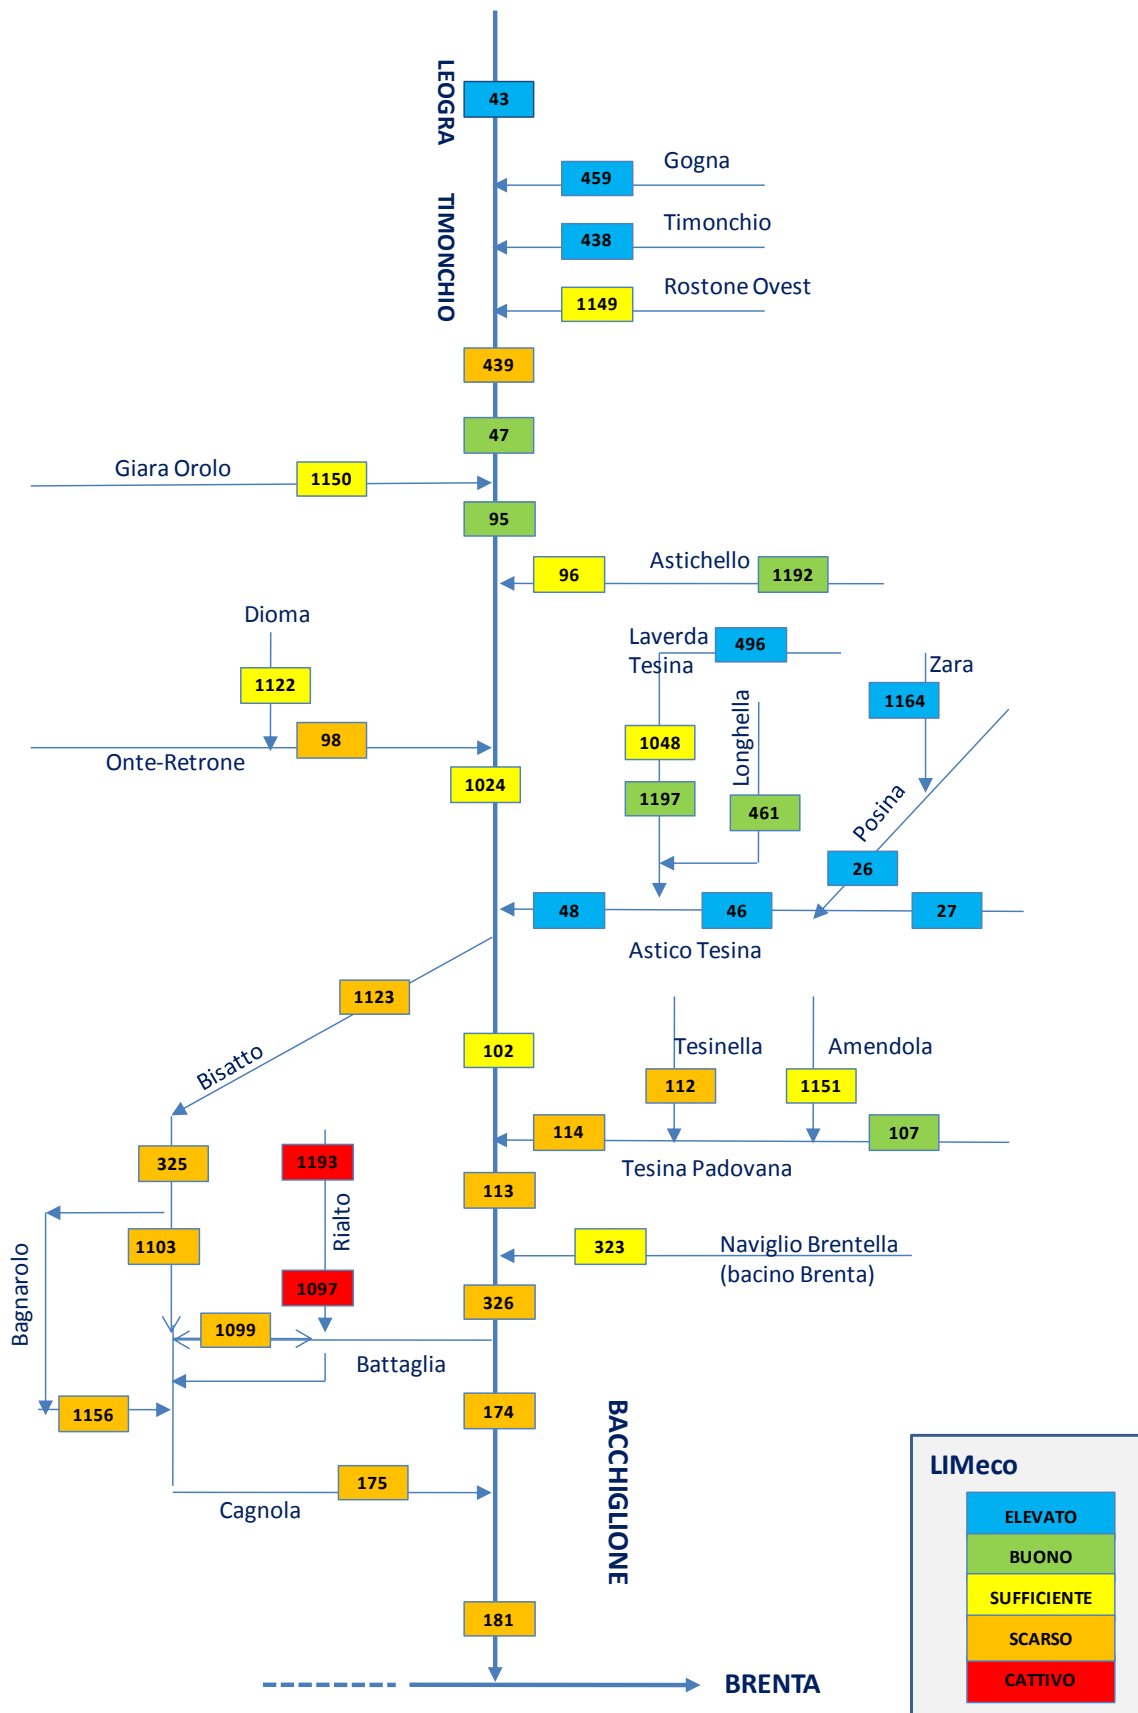 LEOGRA
43
Gogna
459
TIMONCHIO
Timonchio
438
Rostone Ovest
1149
439
47
Giara Orolo
1150
95
Astichello
96
1192
Dioma
1122
Laverda
Tesina
496
Zara
1164
98
Onte-Retrone
1024
1048
Longhella
1197
461
Posina
26
48
46
27
Astico Tesina
1123
Bisatto
102
Tesinella
Amendola
112
1151
114
107
Tesina Padovana
325
1193
113
Rialto
1103
323
Naviglio Brentella
(bacino Brenta)
Bagnarolo
1097
326
1099
Battaglia
1156
174
BACCHIGLIONE
175
Cagnola
181
BRENTA
LIMeco
ELEVATO
BUONO
SUFFICIENTE
SCARSO
CATTIVO